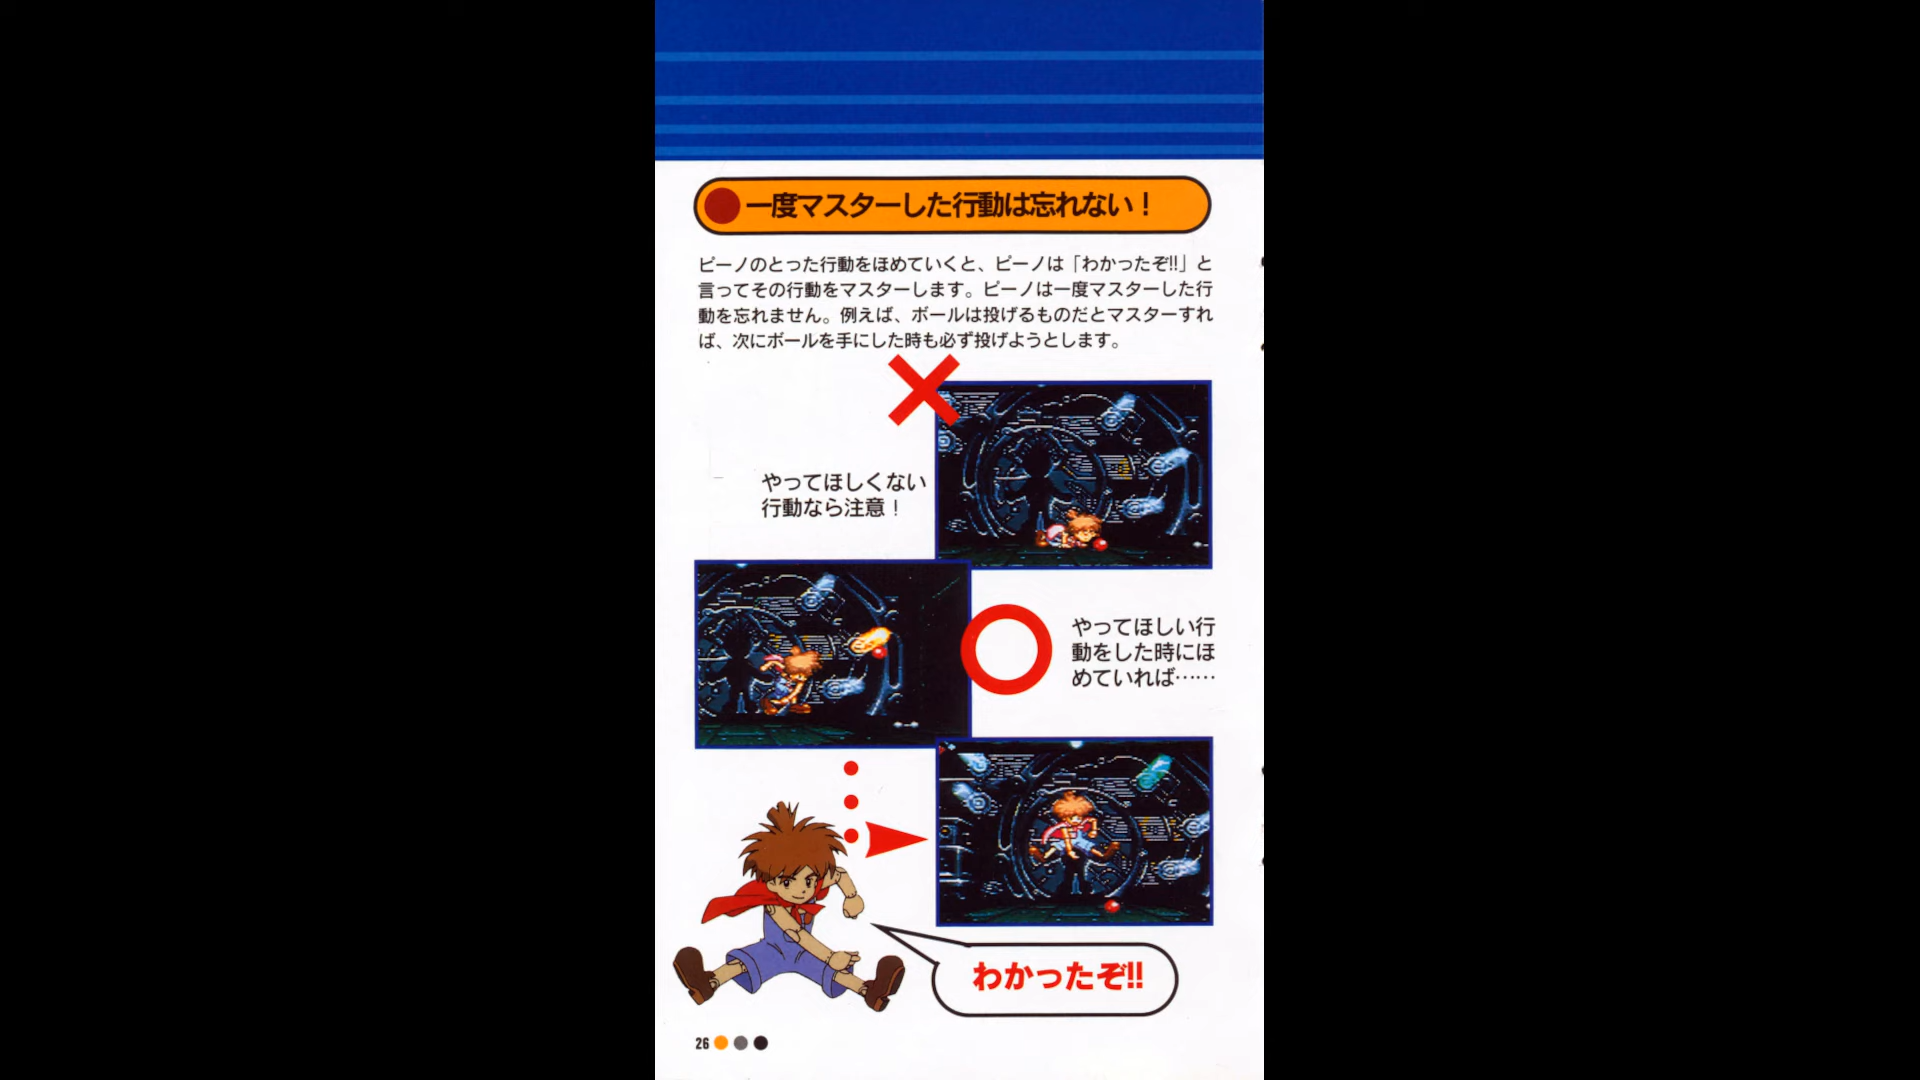 一度マスターした行動は忘れない！
ピーノのとった行動をほめていくと、ピーノは「わかったぞ!!」と
言ってその行動をマスターします。ピーノは一度マスターした行
動を忘れません。例えば、ボールは投げるものだとマスターすれ
ば、次にボールを手にした時も必ず投げようとします。
やってほしくない
行動なら注意！
やってほしい行
動をした時にほ
めていれば……
わかったぞ!!
26